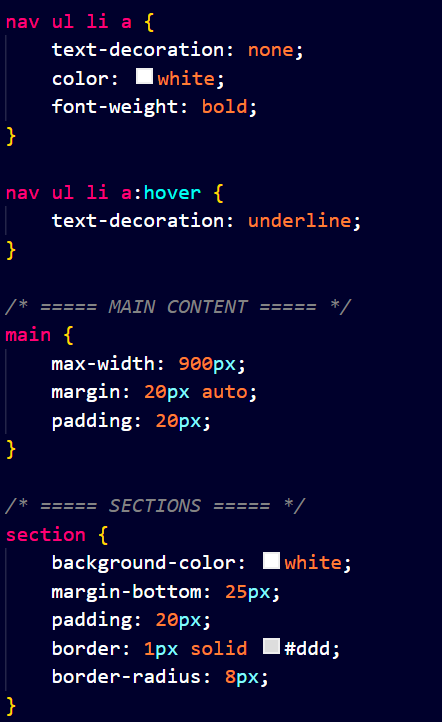 nav ul li a {
    text-decoration: none;
    color: white;
    font-weight: bold;
}

nav ul li a:hover {
    text-decoration: underline;
}

/* ===== MAIN CONTENT ===== */
main {
    max-width: 900px;
    margin: 20px auto;
    padding: 20px;
}

/* ===== SECTIONS ===== */
section {
    background-color: white;
    margin-bottom: 25px;
    padding: 20px;
    border: 1px solid #ddd;
    border-radius: 8px;
}